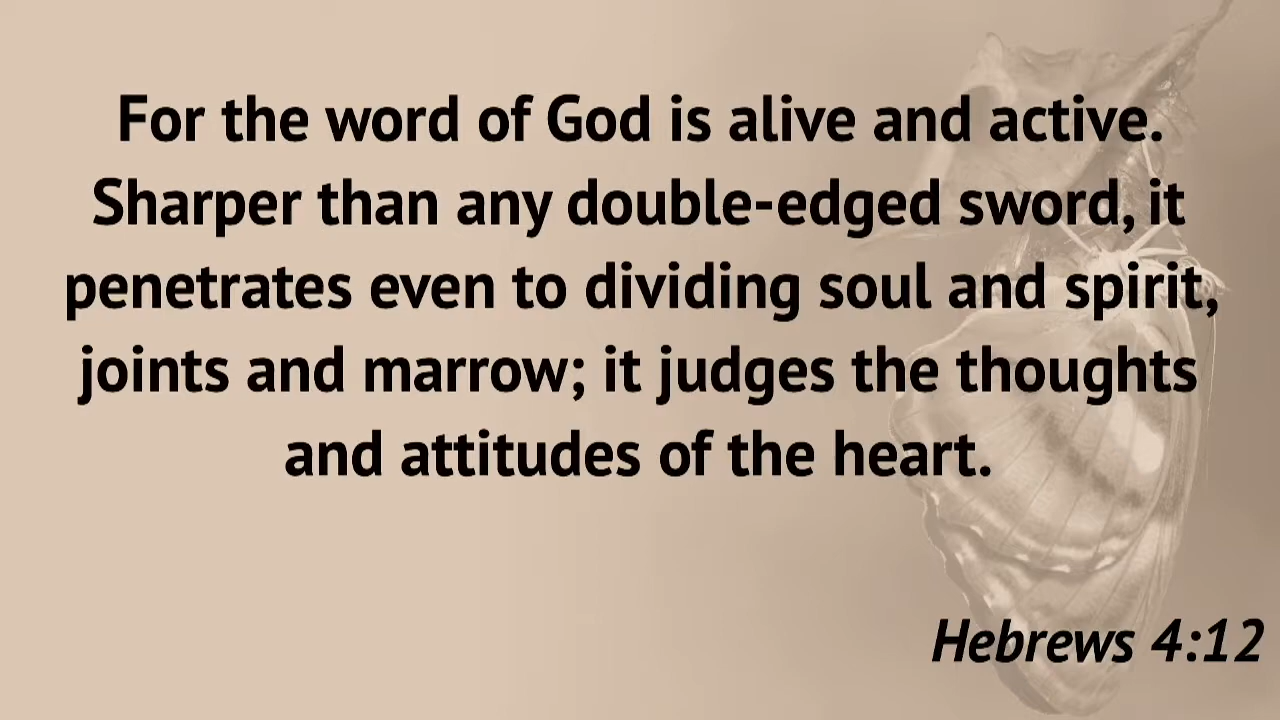 For the word of God is alive and active.
Sharper than any double-edged sword, it
penetrates even to dividing soul and spirit,
joints and marrow; it judges the thoughts
and attitudes of the heart.
Hebrews 4:12